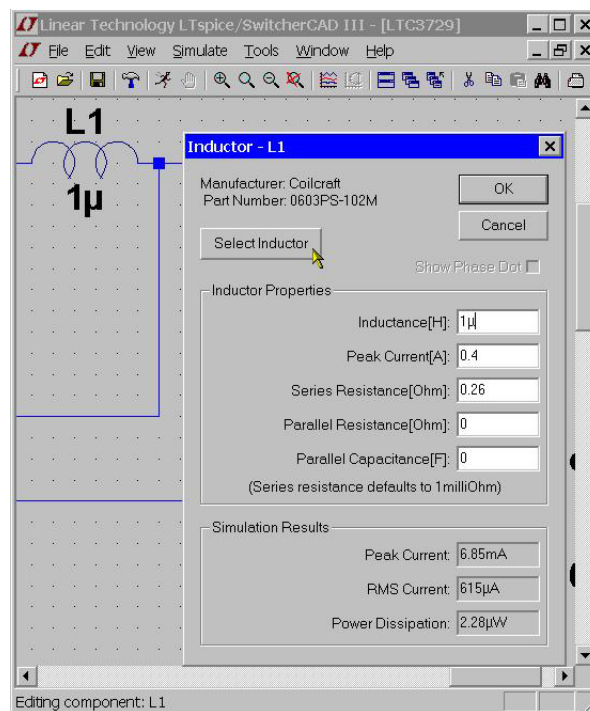 Linear Technology LTspice/SwitcherCAD III - [LTC3729]
File Edit View Simulate Tools Window Help
L1
1µ
Inductor - L1
Manufacturer: Coilcraft
Part Number: 0603PS-102M
OK
Cancel
Select Inductor
Show Phase Dot
Inductor Properties
Inductance[H]: 1µ
Peak Current[A]: 0.4
Series Resistance[Ohm]: 0.26
Parallel Resistance[Ohm]: 0
Parallel Capacitance[F]: 0
(Series resistance defaults to 1milliOhm)
Simulation Results
Peak Current: 6.85mA
RMS Current: 615µA
Power Dissipation: 2.28µW
Editing component: L1